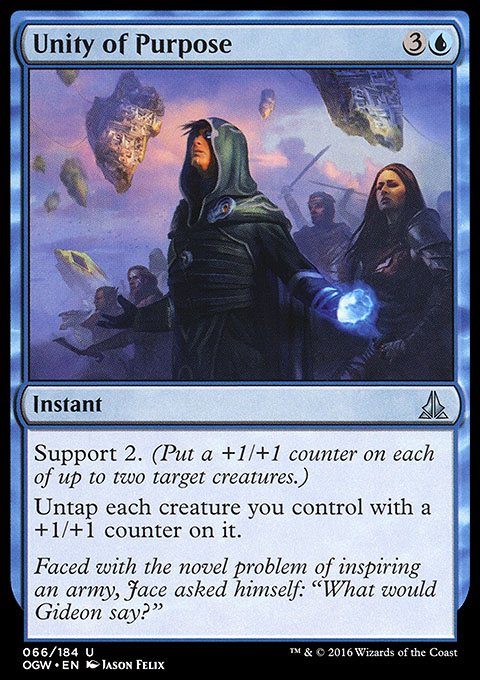 Unity of Purpose 3
Instant
Support 2. (Put a +1/+1 counter on each
of up to two target creatures.)
Untap each creature you control with a
+1/+1 counter on it.
Faced with the novel problem of inspiring
an army, Jace asked himself: “What would
Gideon say?”
066/184 U
OGW • EN Jason Felix
™ & © 2016 Wizards of the Coast